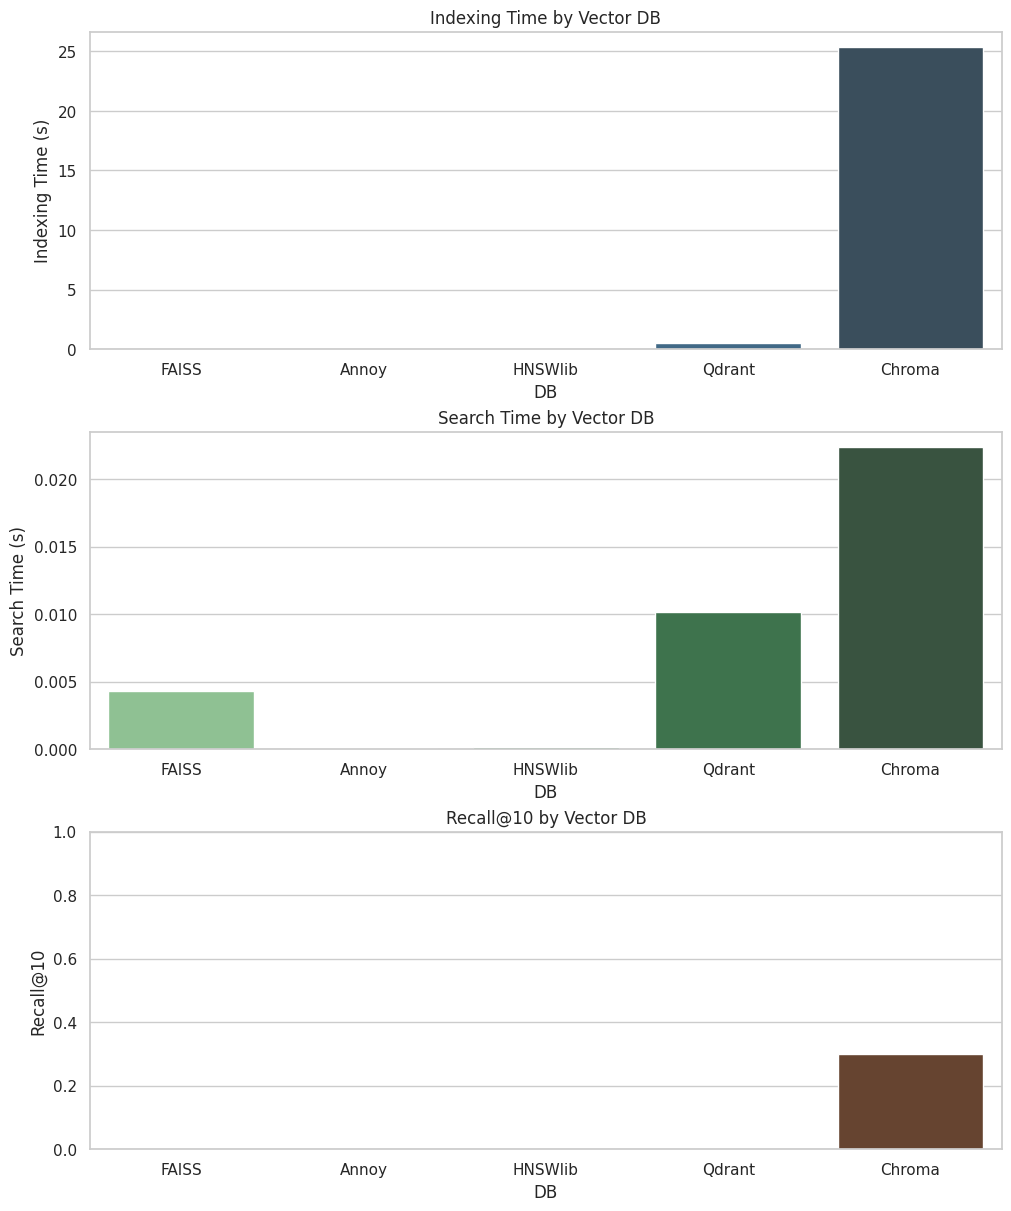 Indexing Time by Vector DB
Indexing Time (s)
25
20
15
10
5
0
FAISS Annoy HNSWlib Qdrant Chroma
DB
Search Time by Vector DB
Search Time (s)
0.020
0.015
0.010
0.005
0.000
FAISS Annoy HNSWlib Qdrant Chroma
DB
Recall@10 by Vector DB
Recall@10
1.0
0.8
0.6
0.4
0.2
0.0
FAISS Annoy HNSWlib Qdrant Chroma
DB